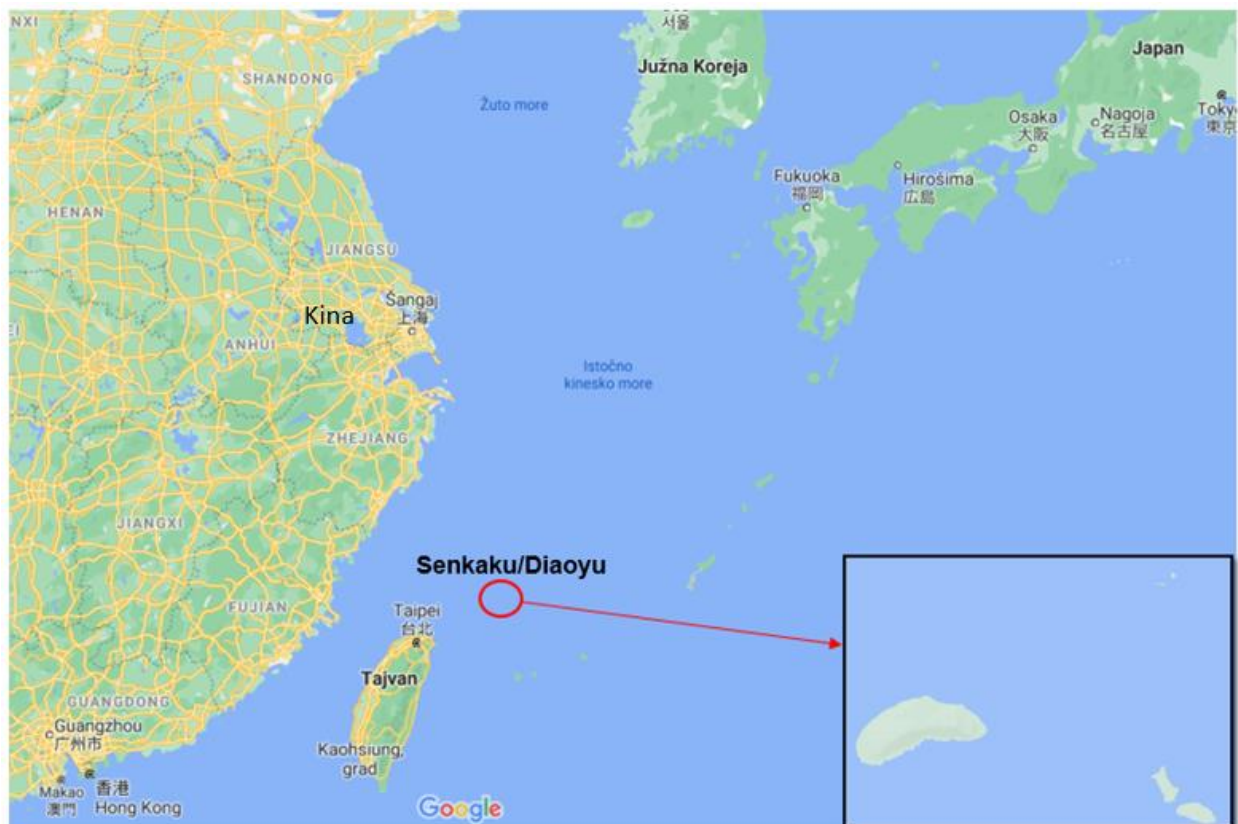 NXI
서울
SHANDONG
Japan
Južna Koreja
Žuto more
Osaka
大阪
Nagoja
名古屋
Toky
東京
Fukuoka
福岡
Hirošima
広島
HENAN
JIANGSU
Kina
Šangaj
上海
EI
ANHUI
Istočno
kinesko more
ZHEJIANG
JIANGXI
Senkaku/Diaoyu
FUJIAN
Taipei
台北
Tajvan
GUANGDONG
Guangzhou
广州市
Kaohsiung,
grad
Makao
澳門
香港
Hong Kong
Google